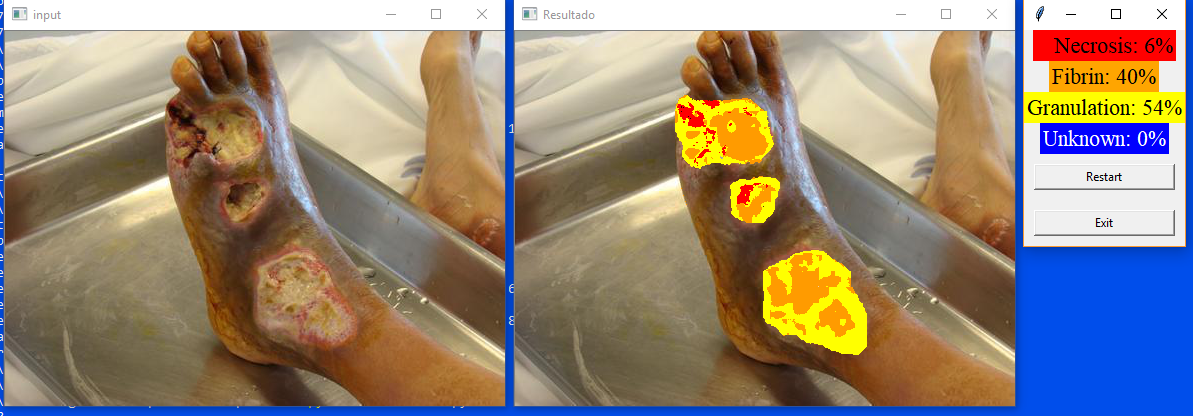 input
Resultado
Necrosis: 6%
Fibrin: 40%
Granulation: 54%
Unknown: 0%
Restart
Exit